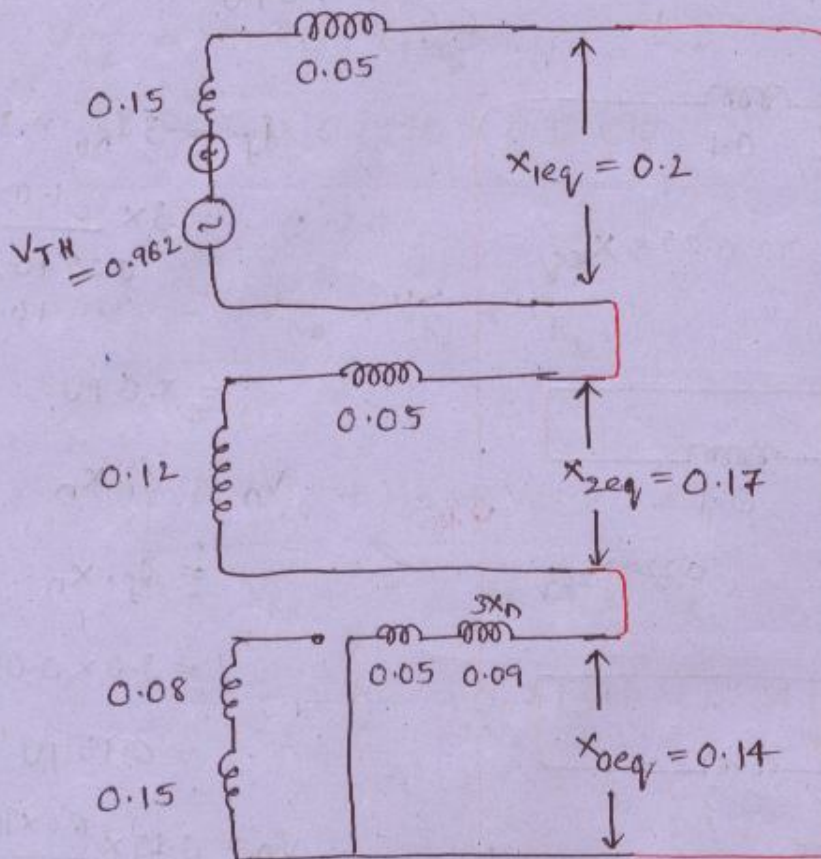 0.05
0.15
x1eq = 0.2
VTH
= 0.962
0.05
0.12
x2eq = 0.17
3xn
0.05 0.09
0.08
x0eq = 0.14
0.15